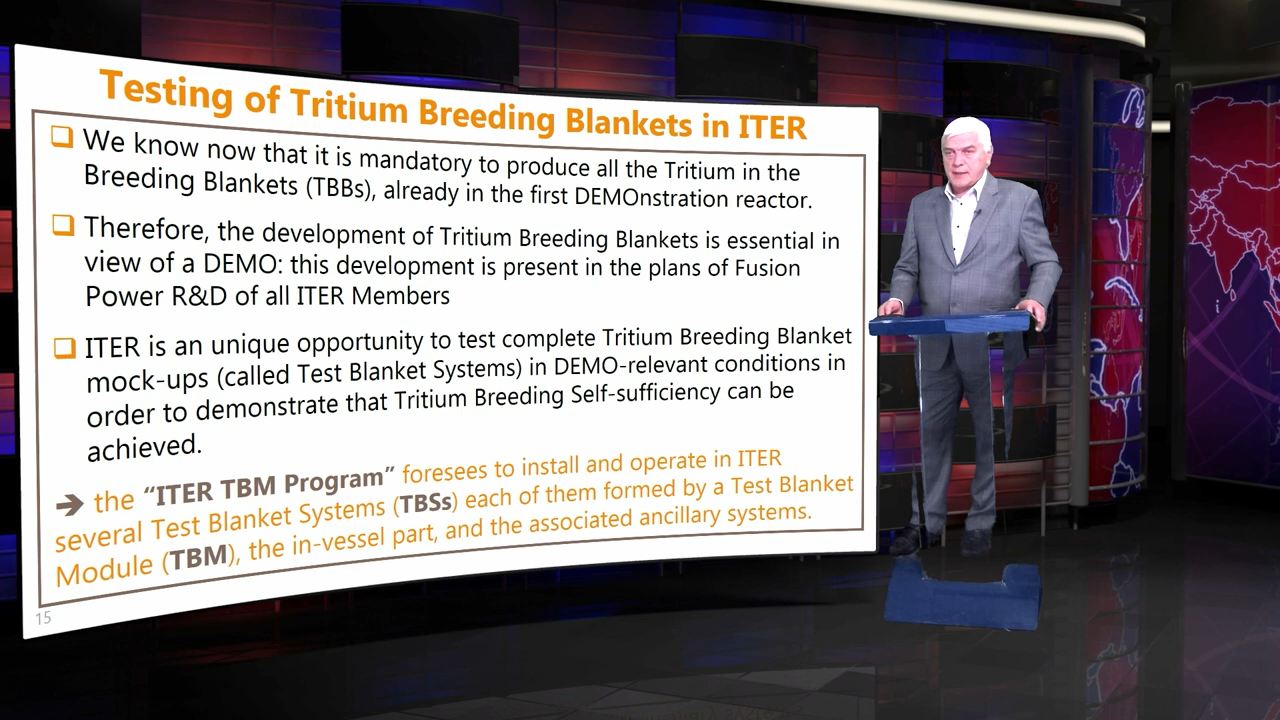 Testing of Tritium Breeding Blankets in ITER
We know now that it is mandatory to produce all the Tritium in the
Breeding Blankets (TBBs), already in the first DEMOnstration reactor.
Therefore, the development of Tritium Breeding Blankets is essential in
view of a DEMO: this development is present in the plans of Fusion
Power R&D of all ITER Members
ITER is an unique opportunity to test complete Tritium Breeding Blanket
mock-ups (called Test Blanket Systems) in DEMO-relevant conditions in
order to demonstrate that Tritium Breeding Self-sufficiency can be
achieved.
➔ the “ITER TBM Program” foresees to install and operate in ITER
several Test Blanket Systems (TBSs) each of them formed by a Test Blanket
Module (TBM), the in-vessel part, and the associated ancillary systems.
15